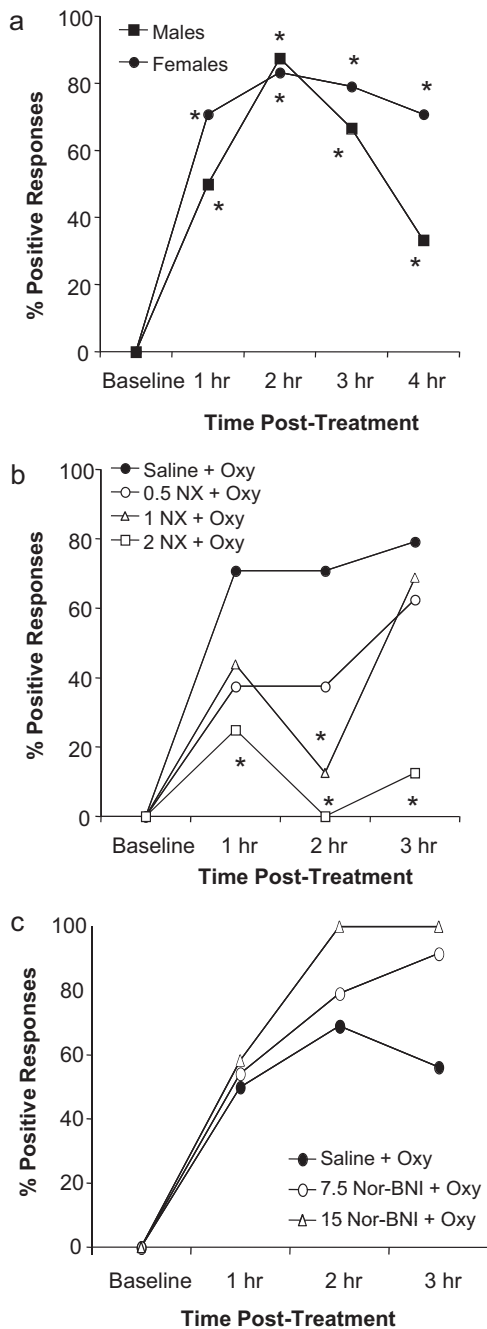 a
Males
Females
% Positive Responses
100
80
60
40
20
0
* * * * * * * *
Baseline 1 hr 2 hr 3 hr 4 hr
Time Post-Treatment
b
Saline + Oxy
0.5 NX + Oxy
1 NX + Oxy
2 NX + Oxy
% Positive Responses
100
80
60
40
20
0
* * * *
Baseline 1 hr 2 hr 3 hr
Time Post-Treatment
c
% Positive Responses
100
80
60
40
20
0
Saline + Oxy
7.5 Nor-BNI + Oxy
15 Nor-BNI + Oxy
Baseline 1 hr 2 hr 3 hr
Time Post-Treatment